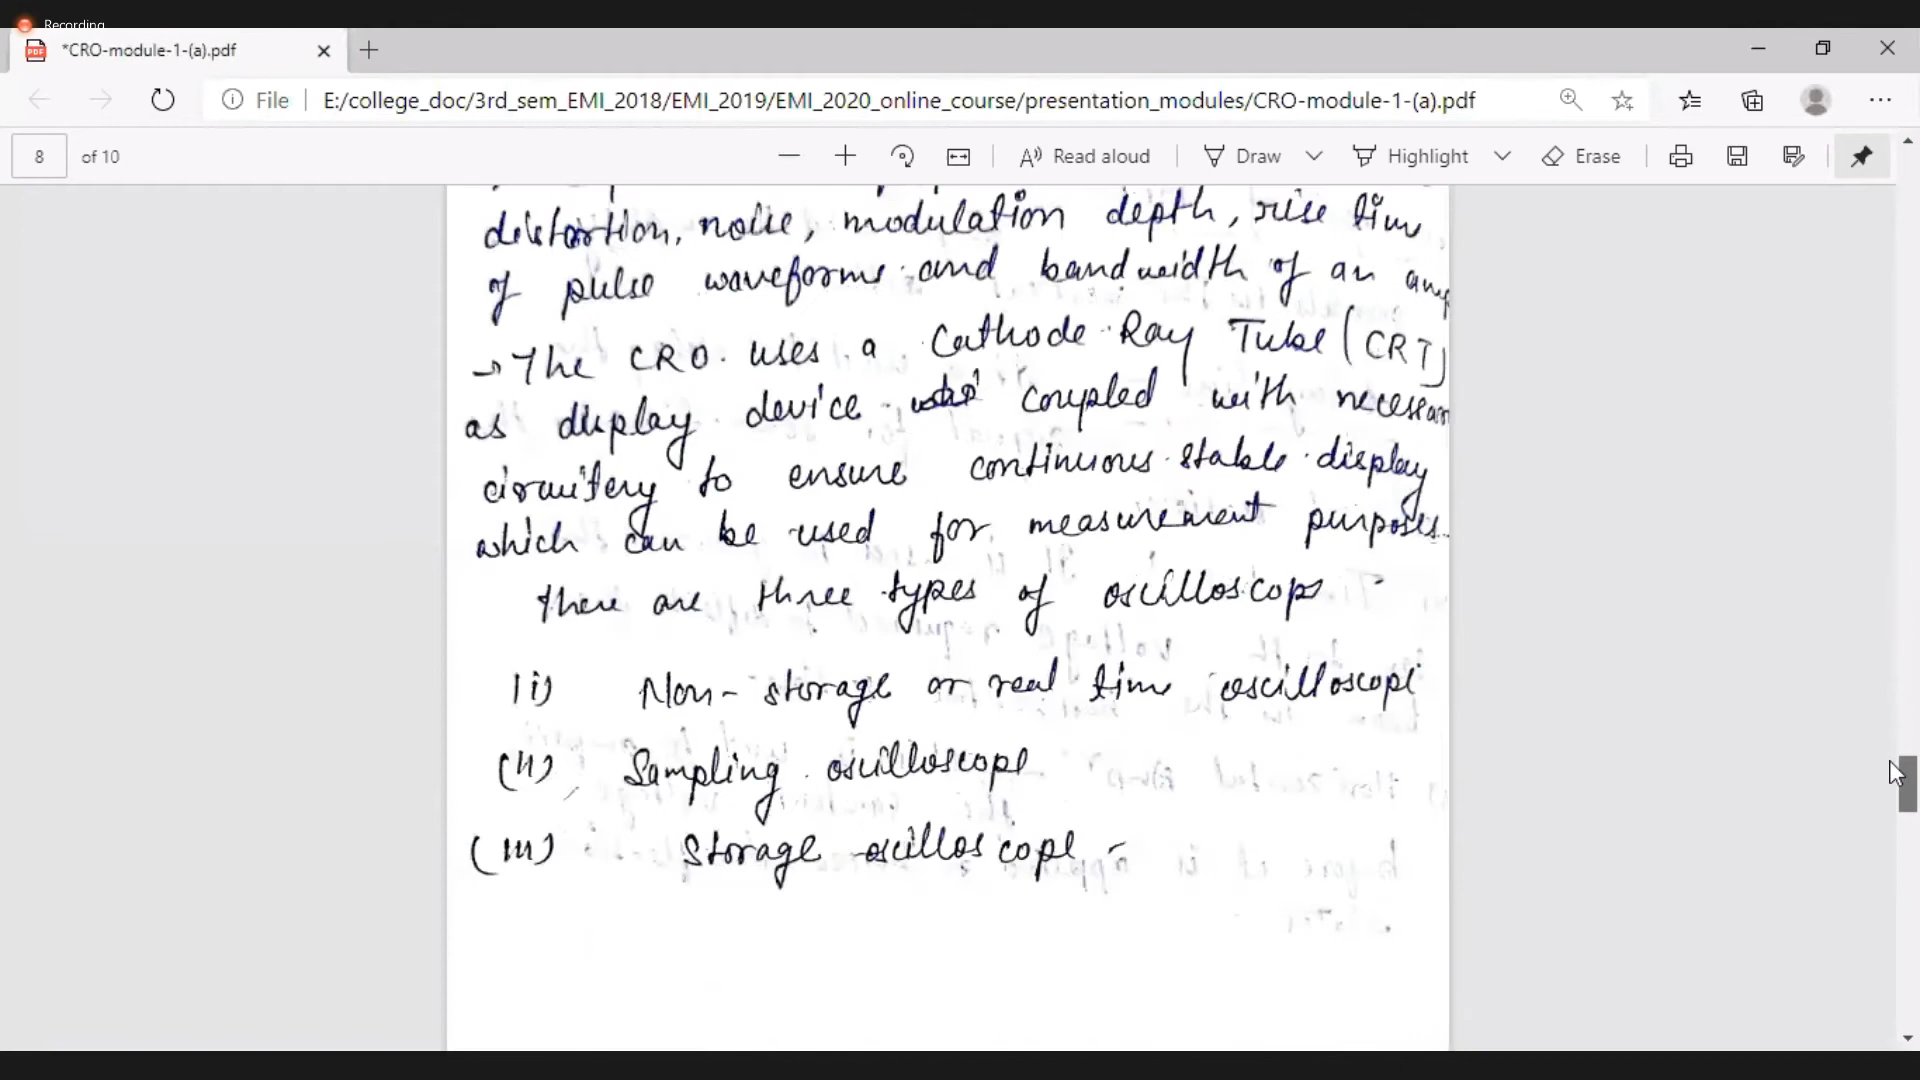 Recording
*CRO-module-1-(a).pdf
File E:/college_doc/3rd_sem_EMI_2018/EMI_2019/EMI_2020_online_course/presentation_modules/CRO-module-1-(a).pdf
8 of 10 Read aloud Draw Highlight Erase
distortion, noise, modulation depth, rise time
of pulse waveforms and bandwidth of an amp
→ The CRO uses a Cathode Ray Tube (CRT)
as display device coupled with necessar
circuitery to ensure continuous stable display
which can be used for measurement purposes.
there are three types of oscilloscope -
(i) Non-storage or real time oscilloscope
(ii) Sampling oscilloscope
(iii) Storage oscilloscope -